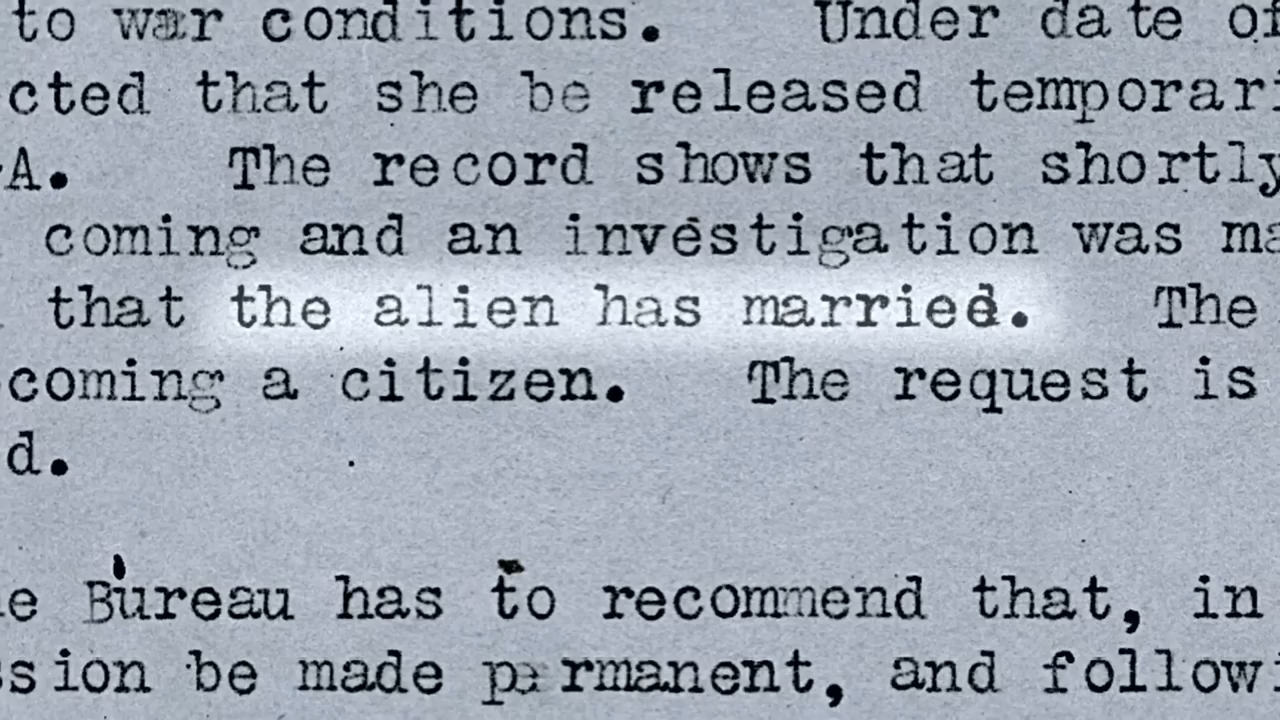 to war conditions. Under date of
cted that she be released temporari
A. The record shows that shortly
coming and an investigation was ma
that the alien has married. The
coming a citizen. The request is
d.
e Bureau has to recommend that, in
sion be made permanent, and followi